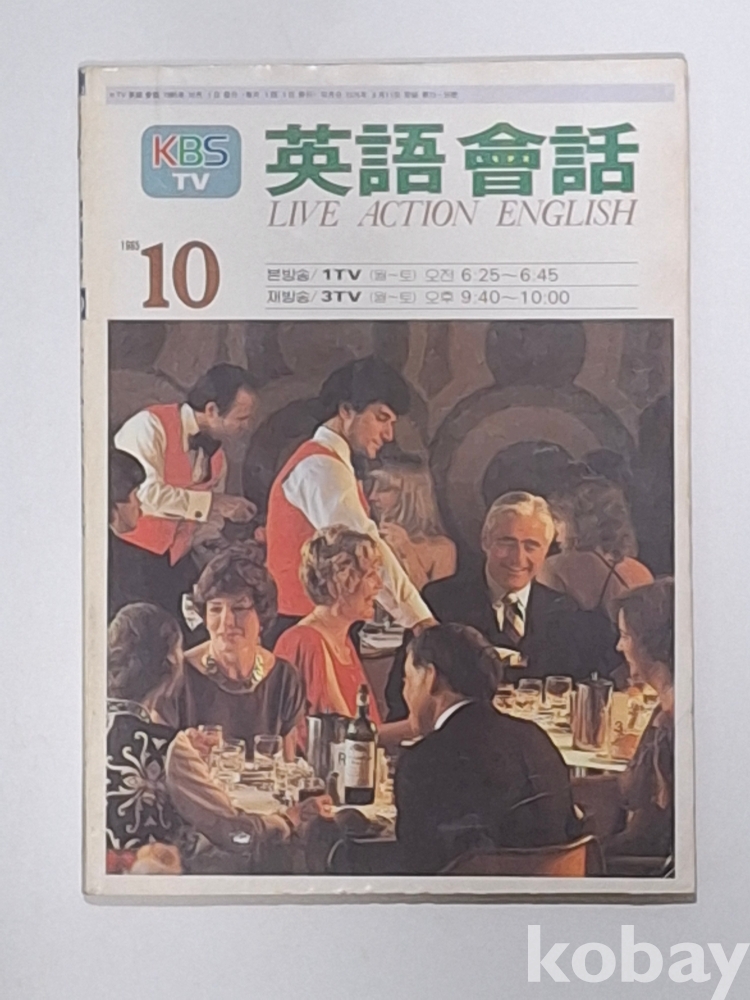 KBS
TV
英語 會話
LIVE ACTION ENGLISH
1985
10
본방송/1TV (월~토) 오전 6:25~6:45
재방송/3TV (월~토) 오후 9:40~10:00
kobay